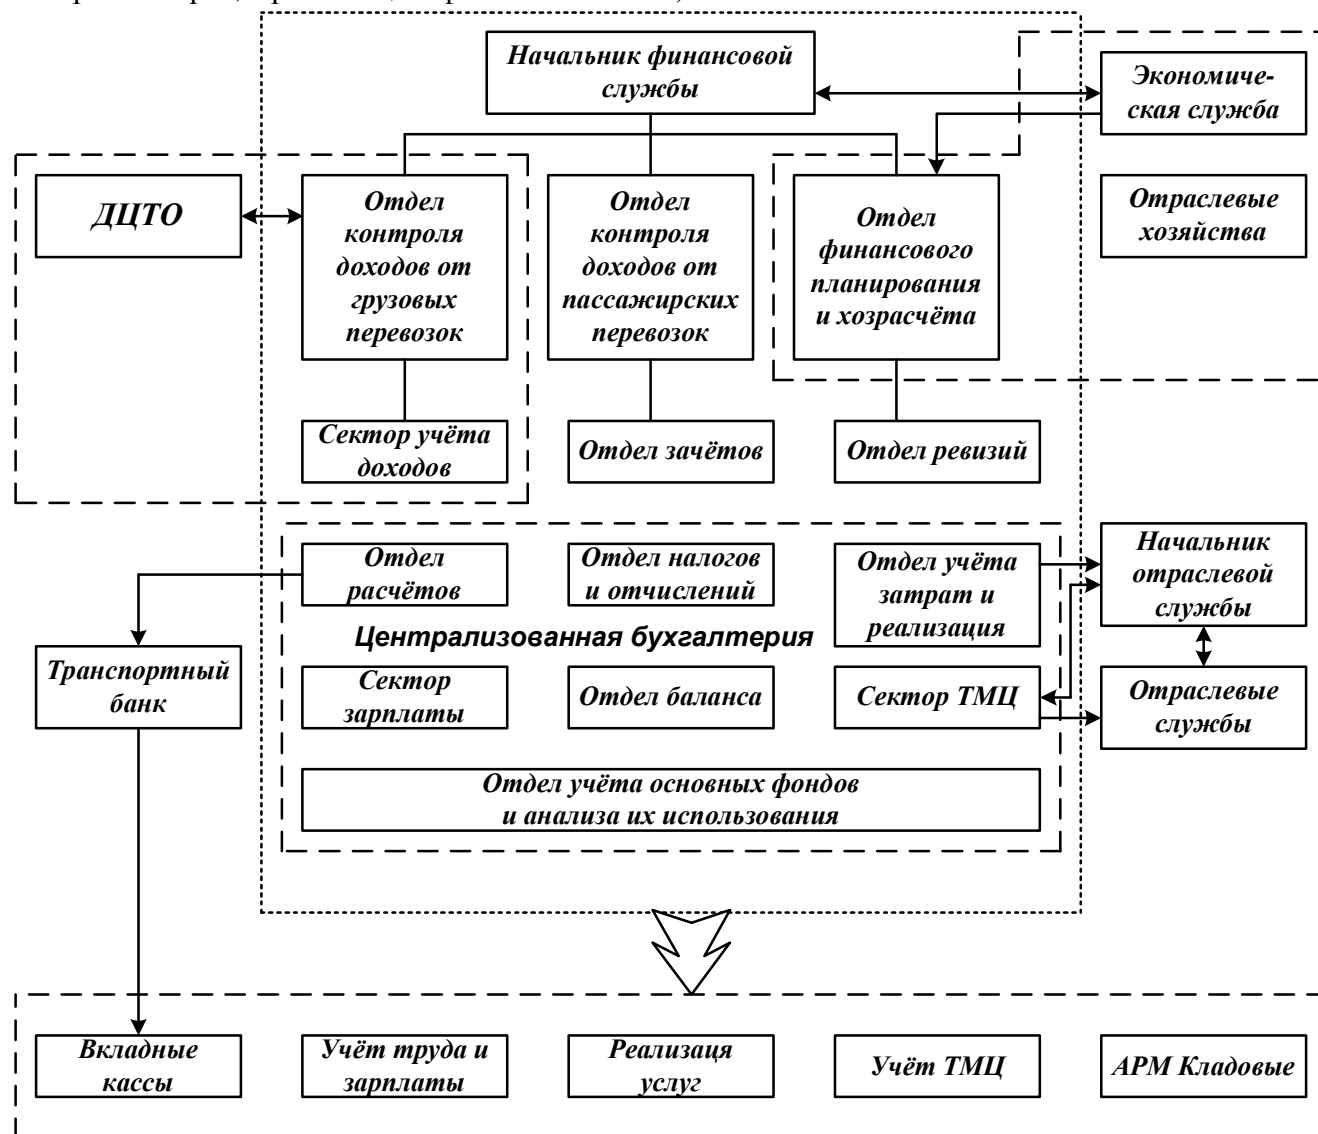 Начальник финансовой
службы
Экономиче-
ская служба
ДЦТО
Отдел
контроля
доходов от
грузовых
перевозок
Отдел
контроля
доходов от
пассажирских
перевозок
Отдел
финансового
планирования
и хозрасчёта
Отраслевые
хозяйства
Сектор учёта
доходов
Отдел зачётов
Отдел ревизий
Отдел
расчётов
Отдел налогов
и отчислений
Отдел учёта
затрат и
реализация
Начальник
отраслевой
службы
Централизованная бухгалтерия
Транспортный
банк
Сектор
зарплаты
Отдел баланса
Сектор ТМЦ
Отраслевые
службы
Отдел учёта основных фондов
и анализа их использования
Вкладные
кассы
Учёт труда и
зарплаты
Реализаця
услуг
Учёт ТМЦ
АРМ Кладовые